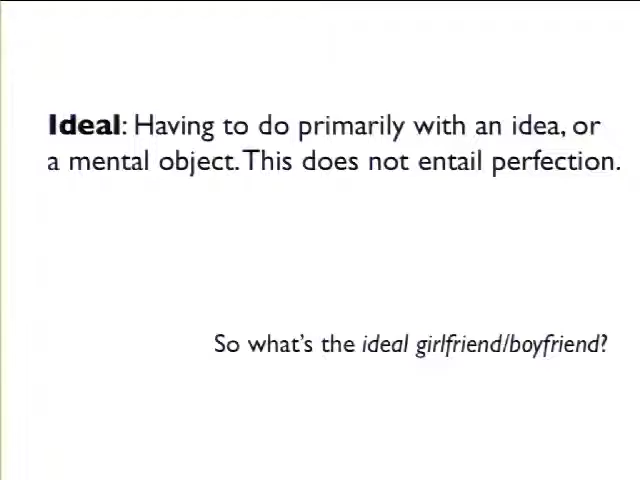 Ideal: Having to do primarily with an idea, or
a mental object. This does not entail perfection.
So what's the ideal girlfriend/boyfriend?